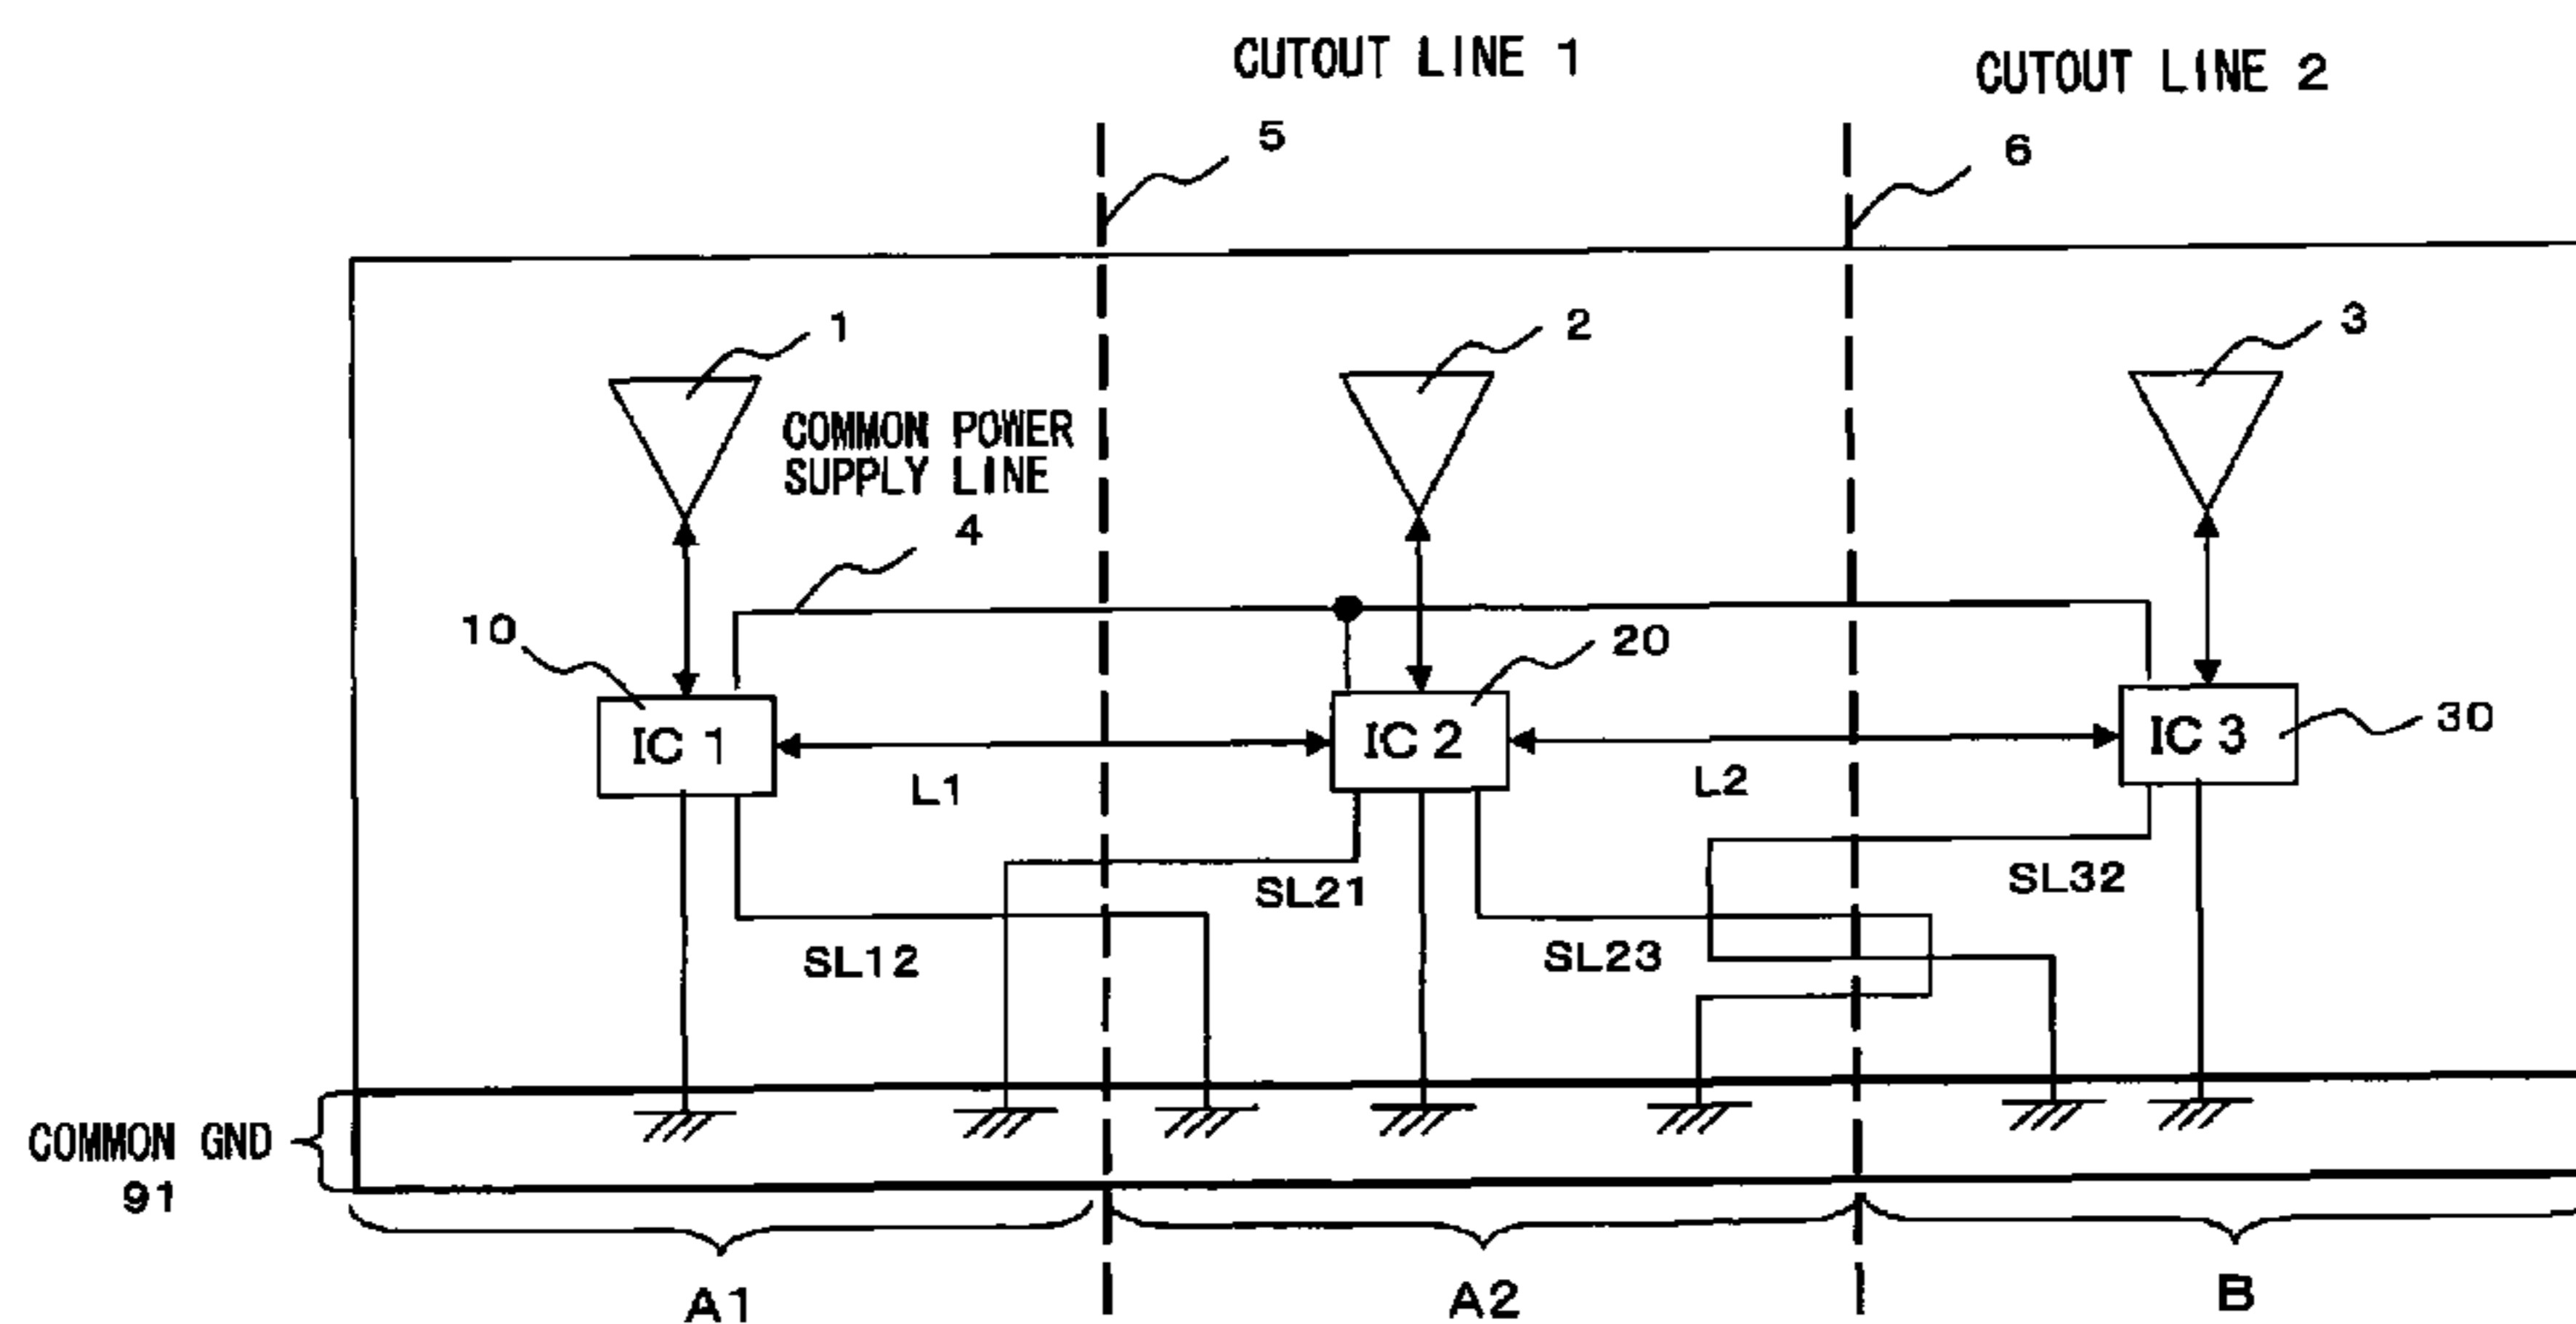 CUTOUT LINE 1
5
CUTOUT LINE 2
6
1
2
3
COMMON POWER
SUPPLY LINE
4
10
20
30
IC 1
IC 2
IC 3
L1
L2
SL21
SL32
SL12
SL23
COMMON GND
91
A1
A2
B